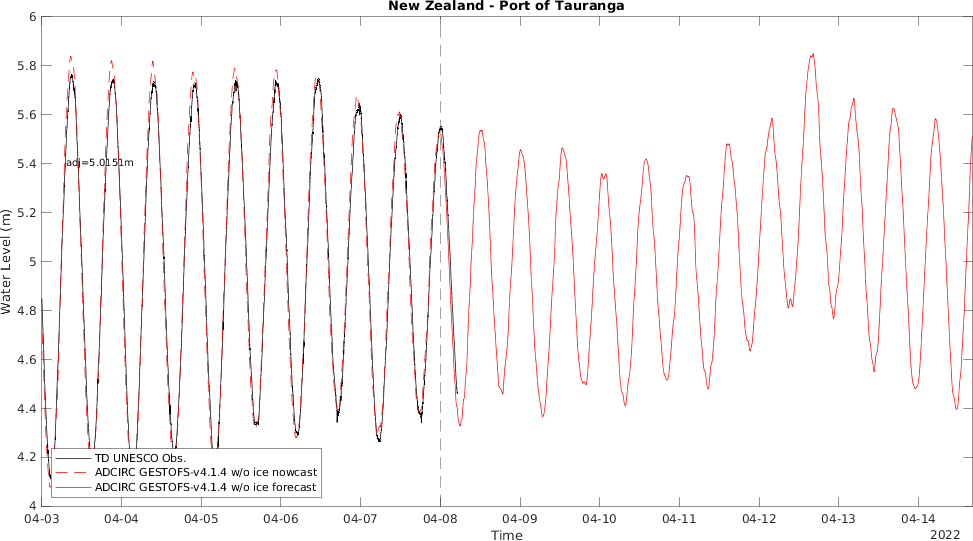 New Zealand - Port of Tauranga
6
5.8
5.6
5.4
5.2
5
4.8
4.6
4.4
4.2
4
Water Level (m)
adj=5.0151m
TD UNESCO Obs.
ADCIRC GESTOFS-v4.1.4 w/o ice nowcast
ADCIRC GESTOFS-v4.1.4 w/o ice forecast
04-03 04-04 04-05 04-06 04-07 04-08 04-09 04-10 04-11 04-12 04-13 04-14
Time
2022